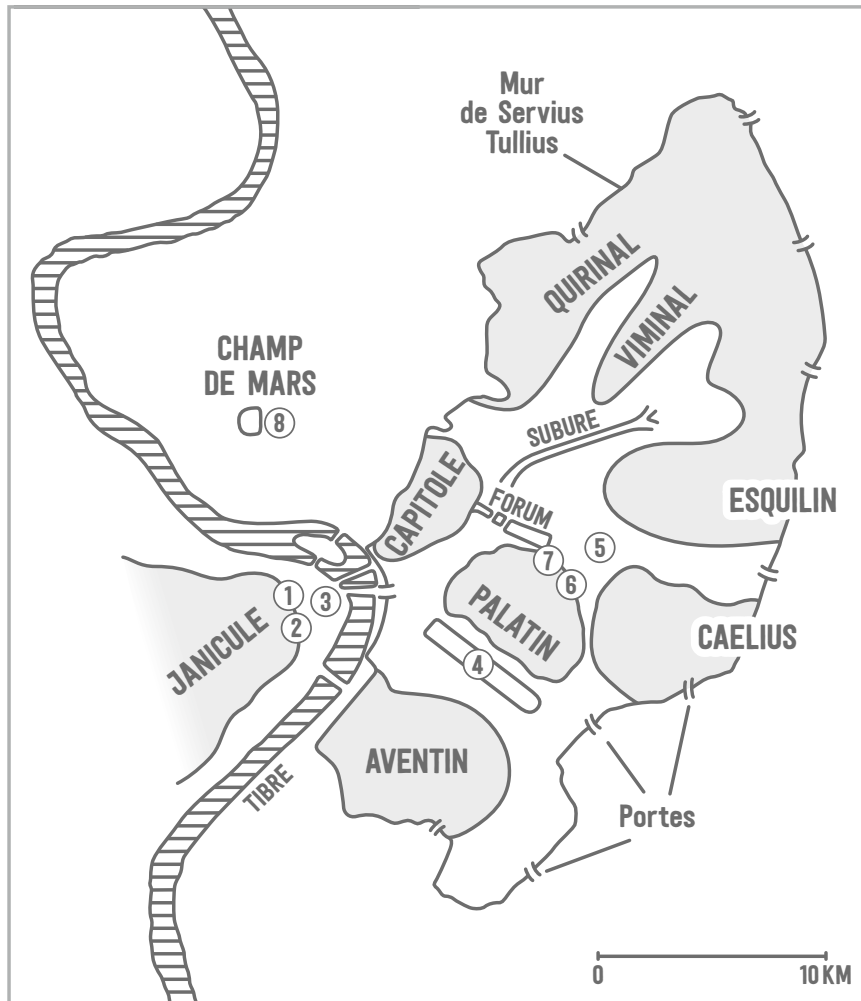 Mur
de Servius
Tullius
QUIRINAL
VIMINAL
CHAMP
DE MARS
8
SUBURE
CAPITOLE
FORUM
ESQUILIN
7
5
6
1
3
2
JANICULE
PALATIN
CAELIUS
4
AVENTIN
TIBRE
Portes
0
10 KM